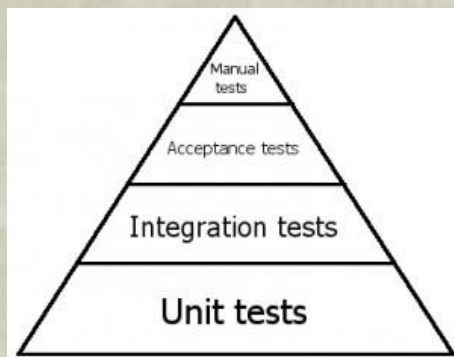 Manual
tests
Acceptance tests
Integration tests
Unit tests